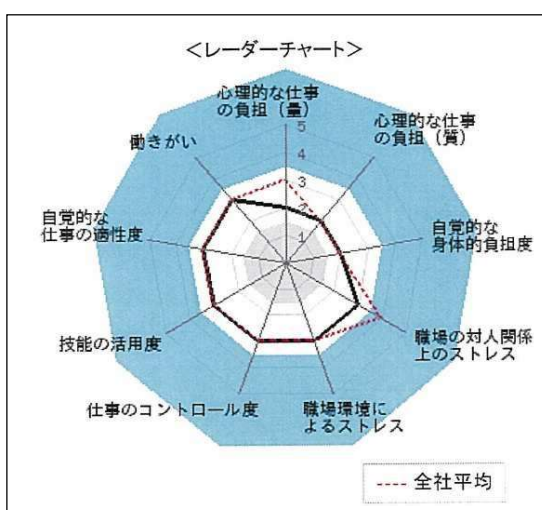 ＜レーダーチャート＞
心理的な仕事
の負担（量）
心理的な仕事
の負担（質）
自覚的な
身体的負担度
職場の対人関係
上のストレス
職場環境に
よるストレス
仕事のコントロール度
技能の活用度
自覚的な
仕事の適性度
働きがい
5
4
3
2
1
全社平均